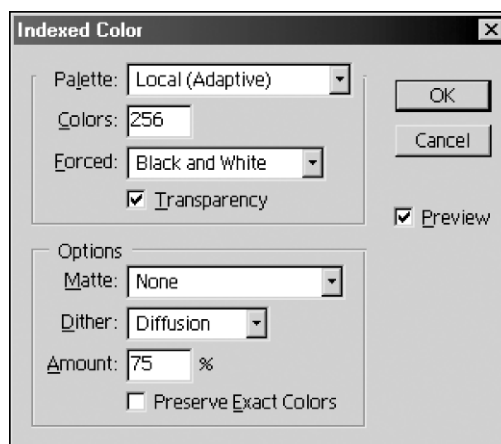 Indexed Color
Palette: Local (Adaptive)
Colors: 256
Forced: Black and White
Transparency
OK
Cancel
Preview
Options
Matte: None
Dither: Diffusion
Amount: 75 %
Preserve Exact Colors